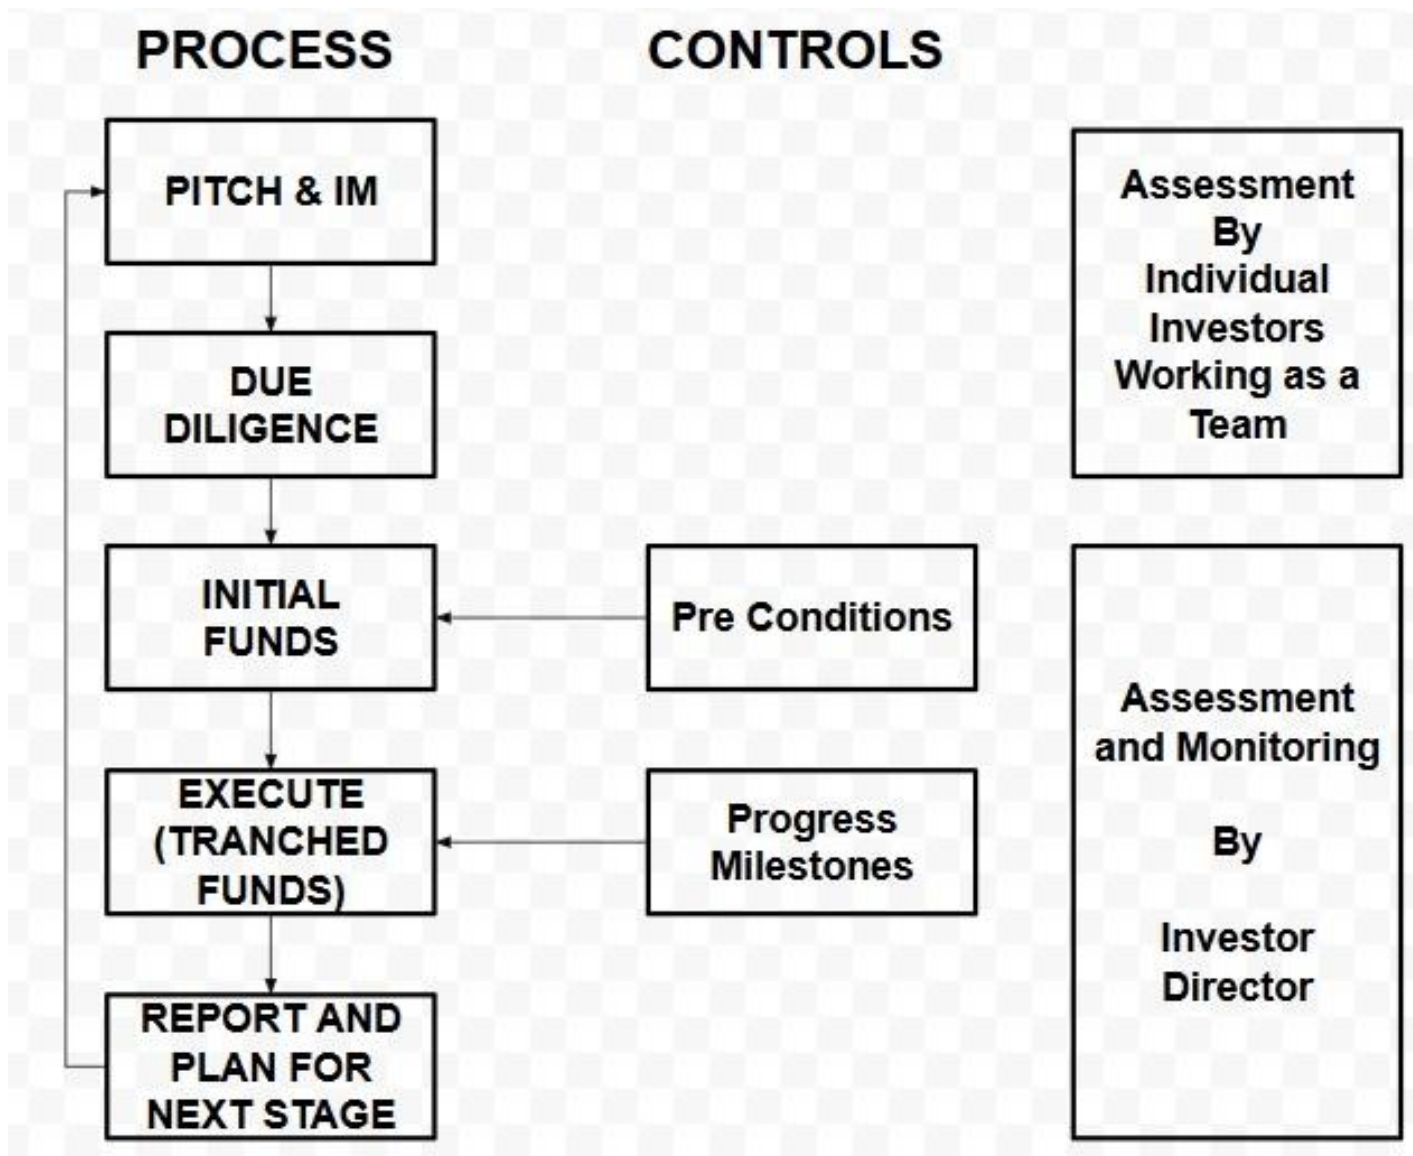 PROCESS
CONTROLS
PITCH & IM
DUE
DILIGENCE
INITIAL
FUNDS
EXECUTE
(TRANCHED
FUNDS)
REPORT AND
PLAN FOR
NEXT STAGE
Pre Conditions
Progress
Milestones
Assessment
By
Individual
Investors
Working as a
Team
Assessment
and Monitoring
By
Investor
Director